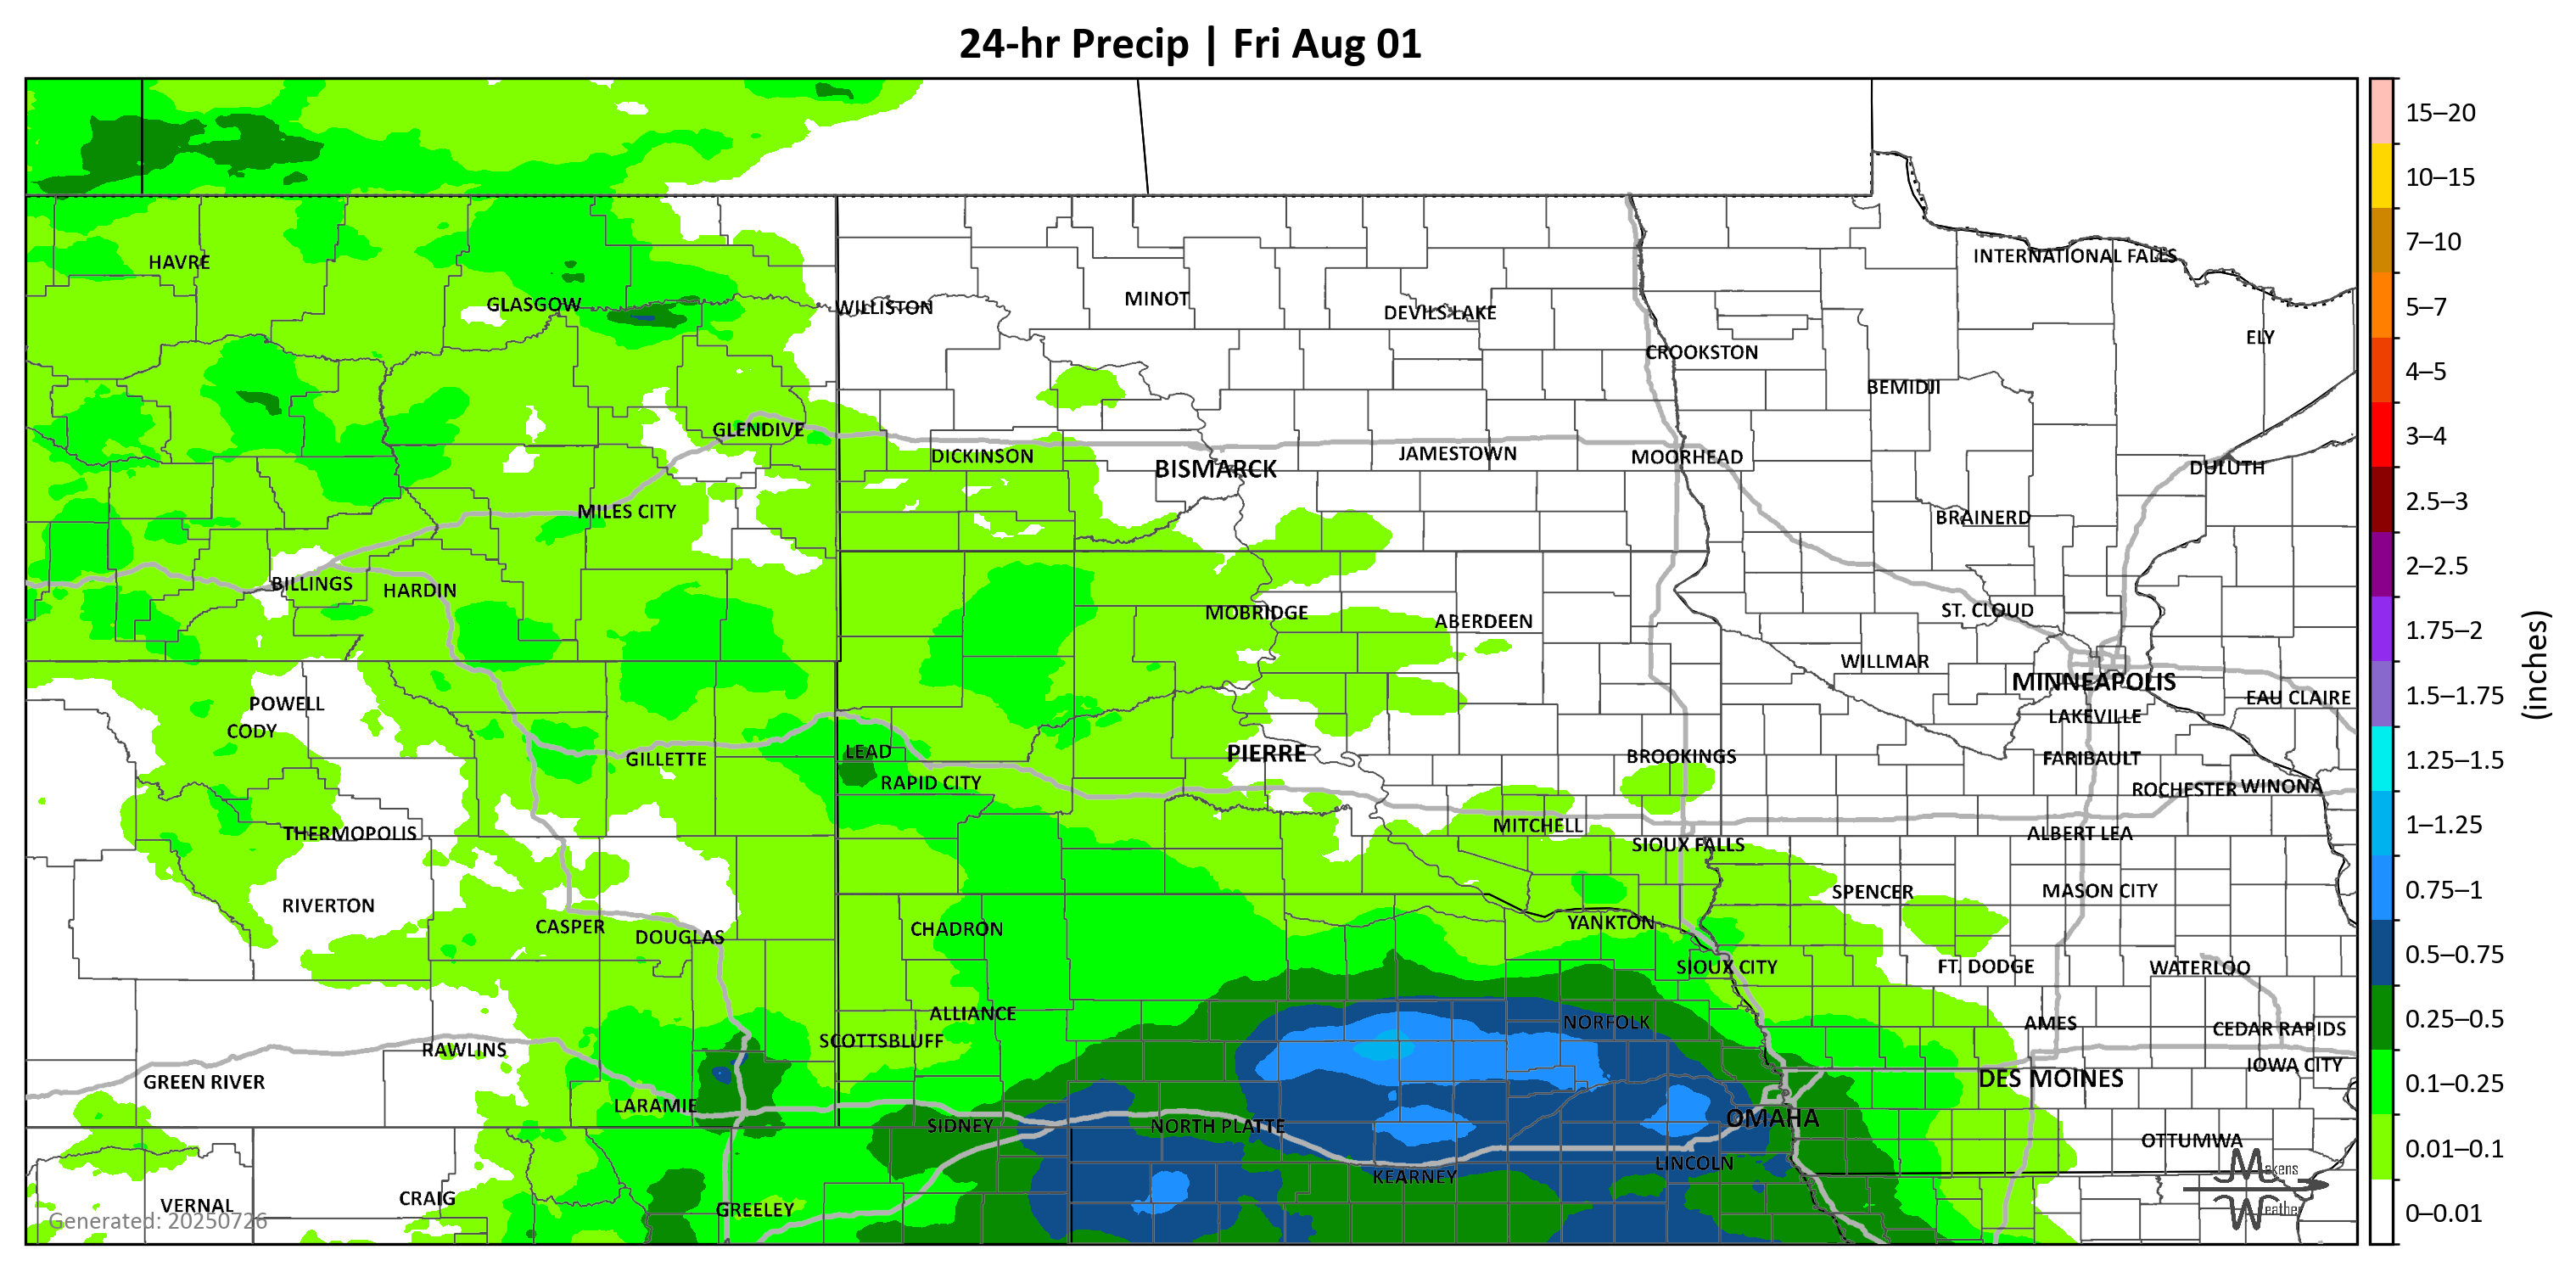 24-hr Precip | Fri Aug 01
15–20
10–15
7–10
5–7
4–5
3–4
2.5–3
2–2.5
1.75–2
1.5–1.75
1.25–1.5
1–1.25
0.75–1
0.5–0.75
0.25–0.5
0.1–0.25
0.01–0.1
0–0.01
(inches)
INTERNATIONAL FALLS
HAVRE
GLASGOW
WILLISTON
MINOT
DEVILS LAKE
ELY
CROOKSTON
BEMIDJI
GLENDIVE
DICKINSON
BISMARCK
JAMESTOWN
MOORHEAD
DULUTH
MILES CITY
BRAINERD
BILLINGS
HARDIN
MOBRIDGE
ABERDEEN
ST. CLOUD
WILLMAR
MINNEAPOLIS
EAU CLAIRE
POWELL
CODY
LAKEVILLE
GILLETTE
LEAD
PIERRE
BROOKINGS
FARIBAULT
RAPID CITY
ROCHESTER
WINONA
THERMOPOLIS
MITCHELL
SIOUX FALLS
ALBERT LEA
RIVERTON
SPENCER
MASON CITY
CASPER
DOUGLAS
CHADRON
YANKTON
SIOUX CITY
FT. DODGE
WATERLOO
ALLIANCE
NORFOLK
AMES
CEDAR RAPIDS
RAWLINS
SCOTTSBLUFF
IOWA CITY
GREEN RIVER
DES MOINES
LARAMIE
SIDNEY
NORTH PLATTE
OMAHA
OTTUMWA
KEARNEY
LINCOLN
VERNAL
CRAIG
GREELEY
Generated: 20250726
Makens
Weather